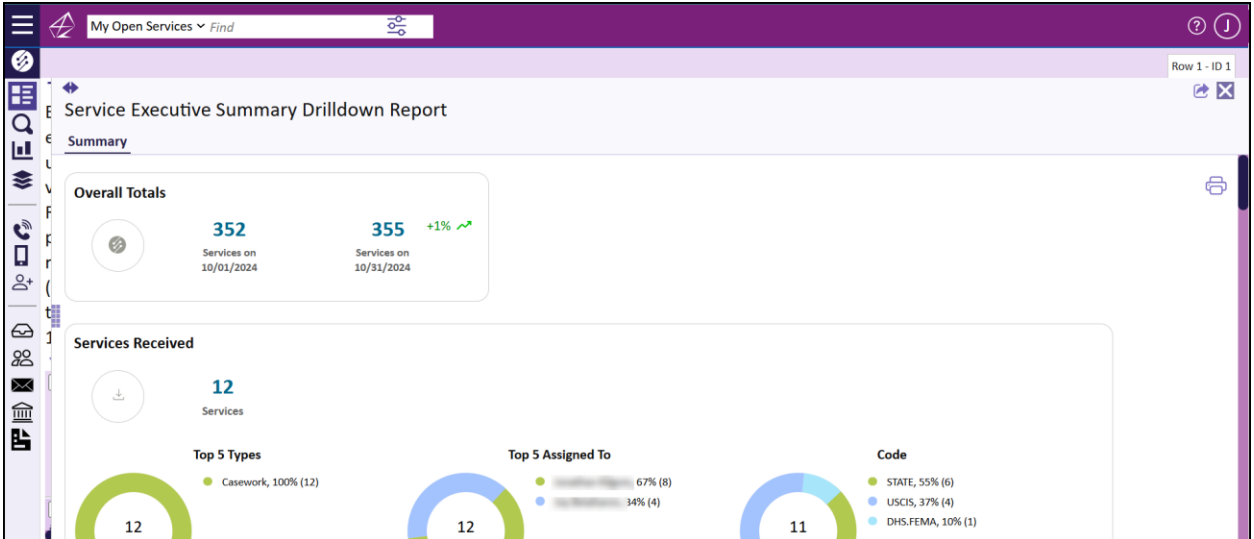 My Open Services Find
? J
Row 1 - ID 1
Service Executive Summary Drilldown Report
Summary
Overall Totals
352 355 +1%
Services on Services on
10/01/2024 10/31/2024
Services Received
12
Services
Top 5 Types Top 5 Assigned To Code
Casework, 100% (12) 67% (8) STATE, 55% (6)
34% (4) USCIS, 37% (4)
DHS.FEMA, 10% (1)
12 12 11